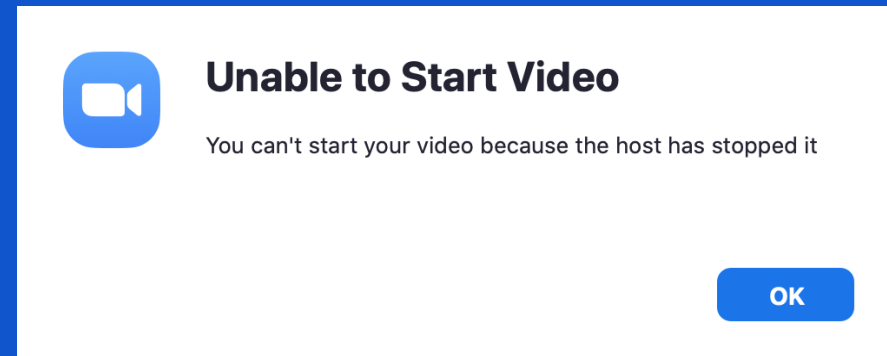 Unable to Start Video
You can't start your video because the host has stopped it
OK